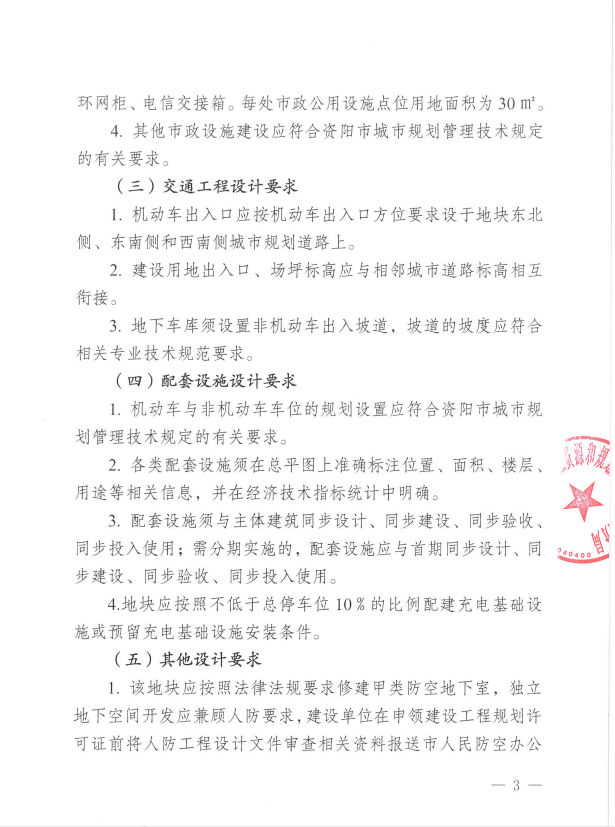 环网柜、电信交接箱。每处市政公用设施点位用地面积为 30 ㎡。
4. 其他市政设施建设应符合资阳市城市规划管理技术规定
的有关要求。
（三）交通工程设计要求
1. 机动车出入口应按机动车出入口方位要求设于地块东北
侧、东南侧和西南侧城市规划道路上。
2. 建设用地出入口、场坪标高应与相邻城市道路标高相互
衔接。
3. 地下车库须设置非机动车出入坡道，坡道的坡度应符合
相关专业技术规范要求。
（四）配套设施设计要求
1. 机动车与非机动车车位的规划设置应符合资阳市城市规
划管理技术规定的有关要求。
2. 各类配套设施须在总平图上准确标注位置、面积、楼层、
用途等相关信息，并在经济技术指标统计中明确。
3. 配套设施须与主体建筑同步设计、同步建设、同步验收、
同步投入使用；需分期实施的，配套设施应与首期同步设计、同
步建设、同步验收、同步投入使用。
4.地块应按照不低于总停车位 10％的比例配建充电基础设
施或预留充电基础设施安装条件。
（五）其他设计要求
1. 该地块应按照法律法规要求修建甲类防空地下室，独立
地下空间开发应兼顾人防要求，建设单位在申领建设工程规划许
可证前将人防工程设计文件审查相关资料报送市人民防空办公
— 3 —
资源和规
局
040400